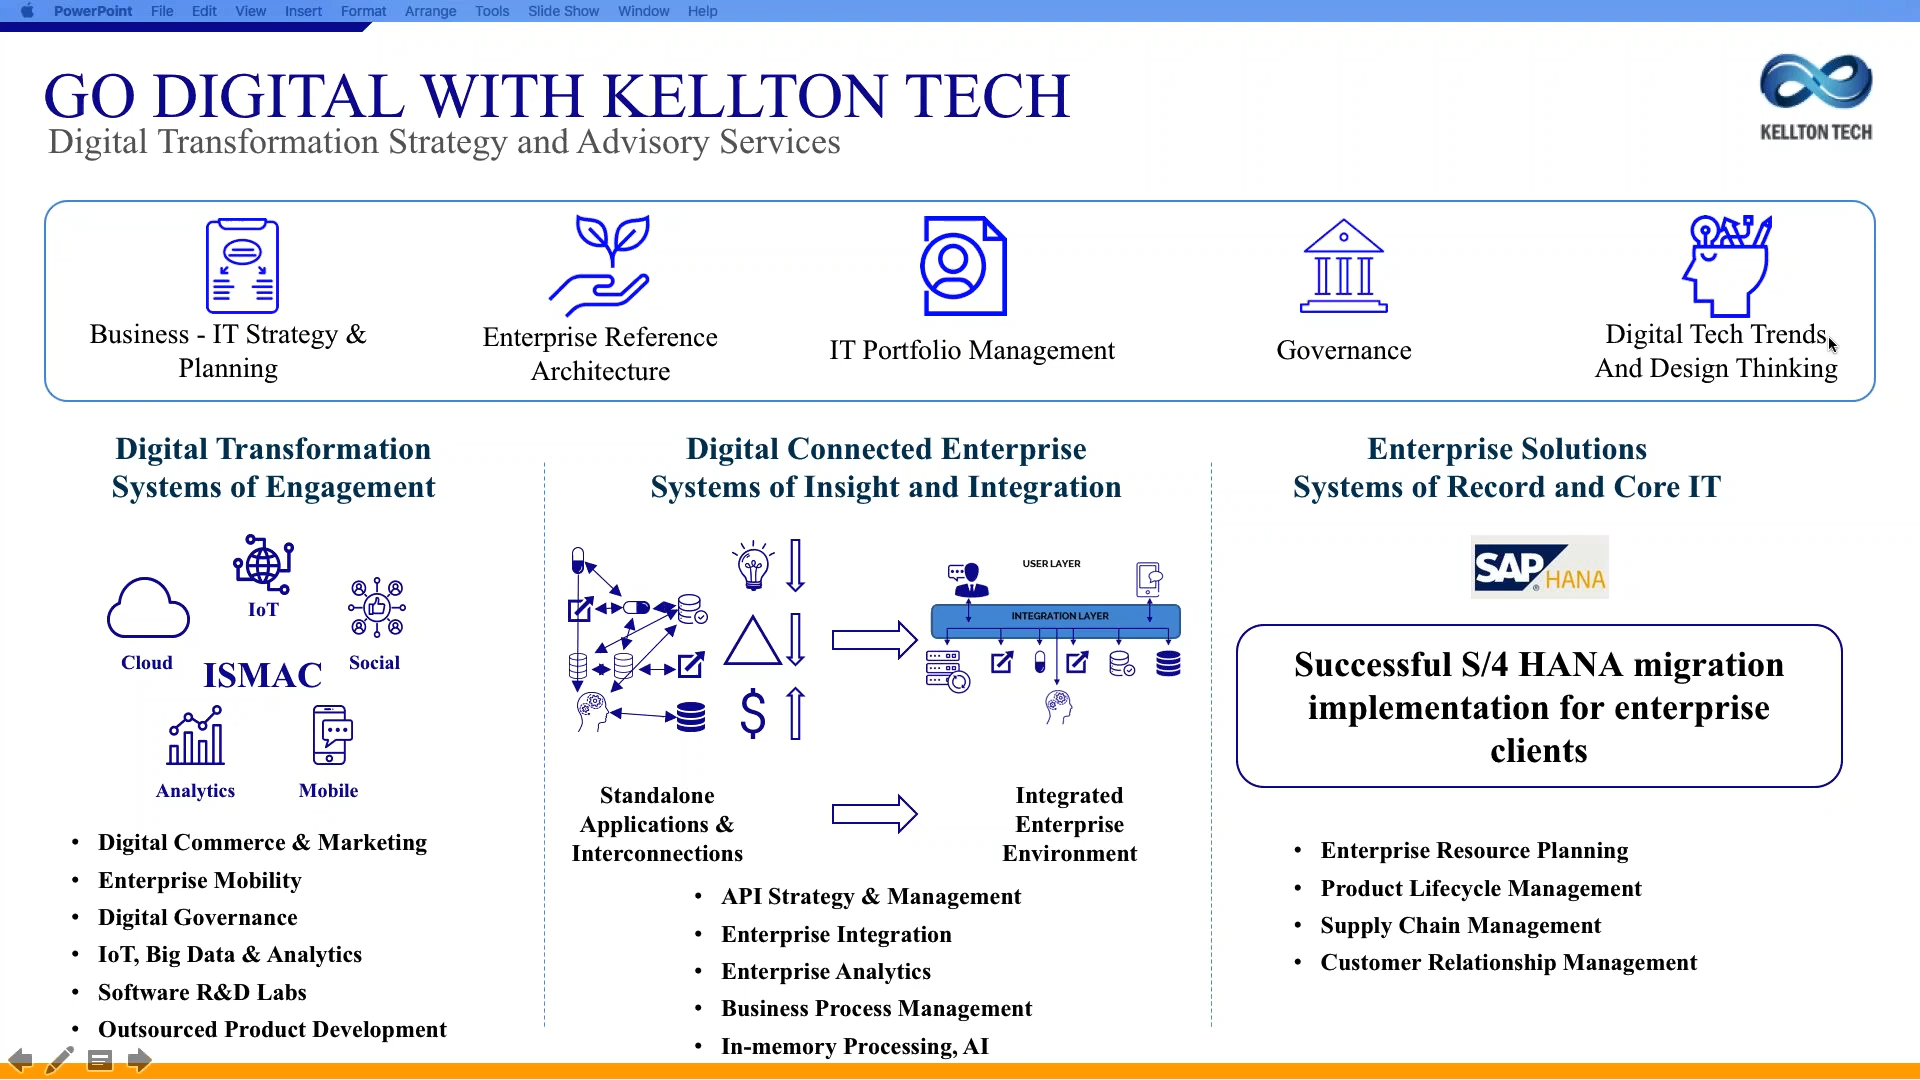 PowerPoint File Edit View Insert Format Arrange Tools Slide Show Window Help
GO DIGITAL WITH KELLTON TECH
Digital Transformation Strategy and Advisory Services
KELLTON TECH
Business - IT Strategy &
Planning
Enterprise Reference
Architecture
IT Portfolio Management
Governance
Digital Tech Trends
And Design Thinking
Digital Transformation
Systems of Engagement
IoT
Cloud
Social
ISMAC
Analytics
Mobile
• Digital Commerce & Marketing
• Enterprise Mobility
• Digital Governance
• IoT, Big Data & Analytics
• Software R&D Labs
• Outsourced Product Development
Digital Connected Enterprise
Systems of Insight and Integration
$
USER LAYER
INTEGRATION LAYER
Standalone
Applications &
Interconnections
Integrated
Enterprise
Environment
• API Strategy & Management
• Enterprise Integration
• Enterprise Analytics
• Business Process Management
• In-memory Processing, AI
Enterprise Solutions
Systems of Record and Core IT
SAP® HANA
Successful S/4 HANA migration
implementation for enterprise
clients
• Enterprise Resource Planning
• Product Lifecycle Management
• Supply Chain Management
• Customer Relationship Management